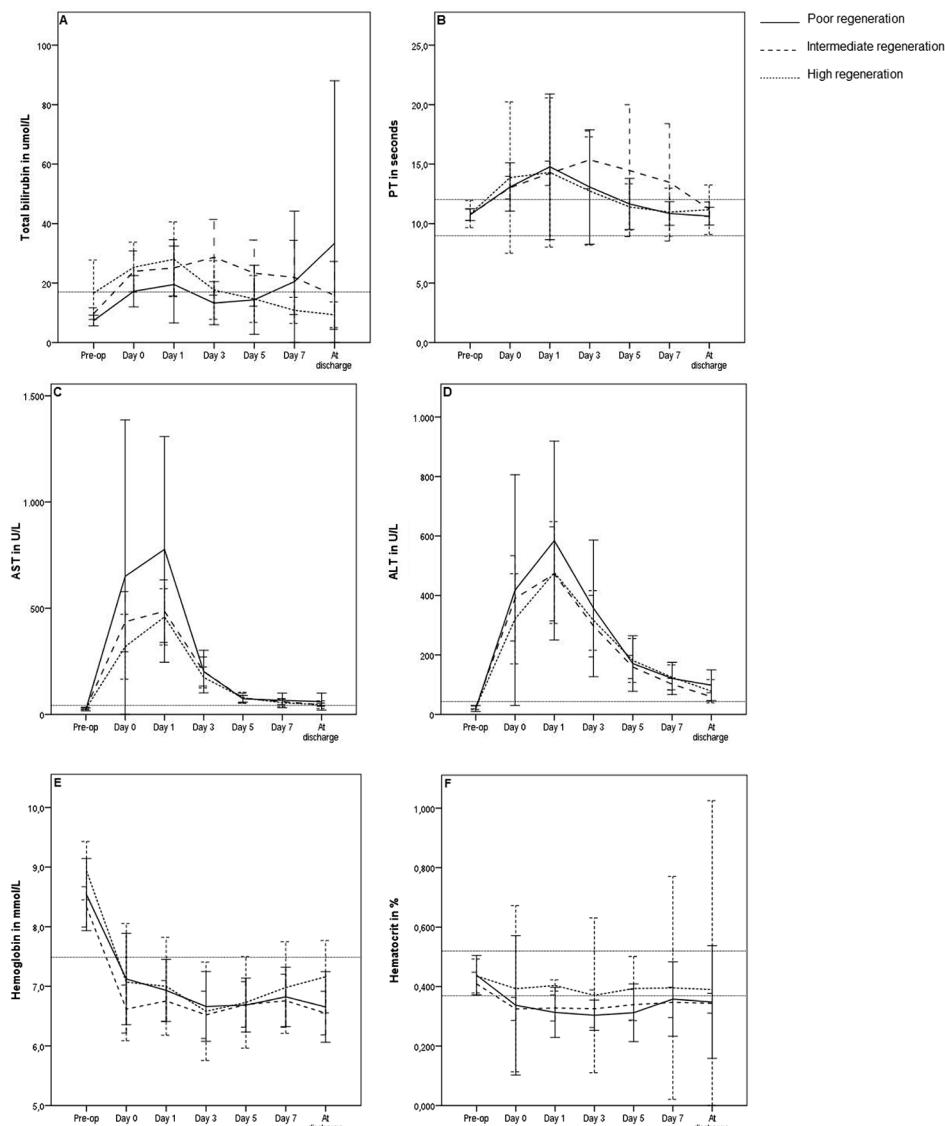 A
Total bilirubin in umol/L
100
80
60
40
20
0
Pre-op Day 0 Day 1 Day 3 Day 5 Day 7 At
discharge
B
PT in seconds
25,0
20,0
15,0
10,0
5,0
0,0
Pre-op Day 0 Day 1 Day 3 Day 5 Day 7 At
discharge
Poor regeneration
Intermediate regeneration
High regeneration
C
AST in U/L
1.500
1.000
500
0
Pre-op Day 0 Day 1 Day 3 Day 5 Day 7 At
discharge
D
ALT in U/L
1.000
800
600
400
200
0
Pre-op Day 0 Day 1 Day 3 Day 5 Day 7 At
discharge
E
Hemoglobin in mmol/L
10,0
9,0
8,0
7,0
6,0
5,0
Pre-op Day 0 Day 1 Day 3 Day 5 Day 7 At
F
Hematocrit in %
1,000
0,800
0,600
0,400
0,200
0,000
Pre-op Day 0 Day 1 Day 3 Day 5 Day 7 At